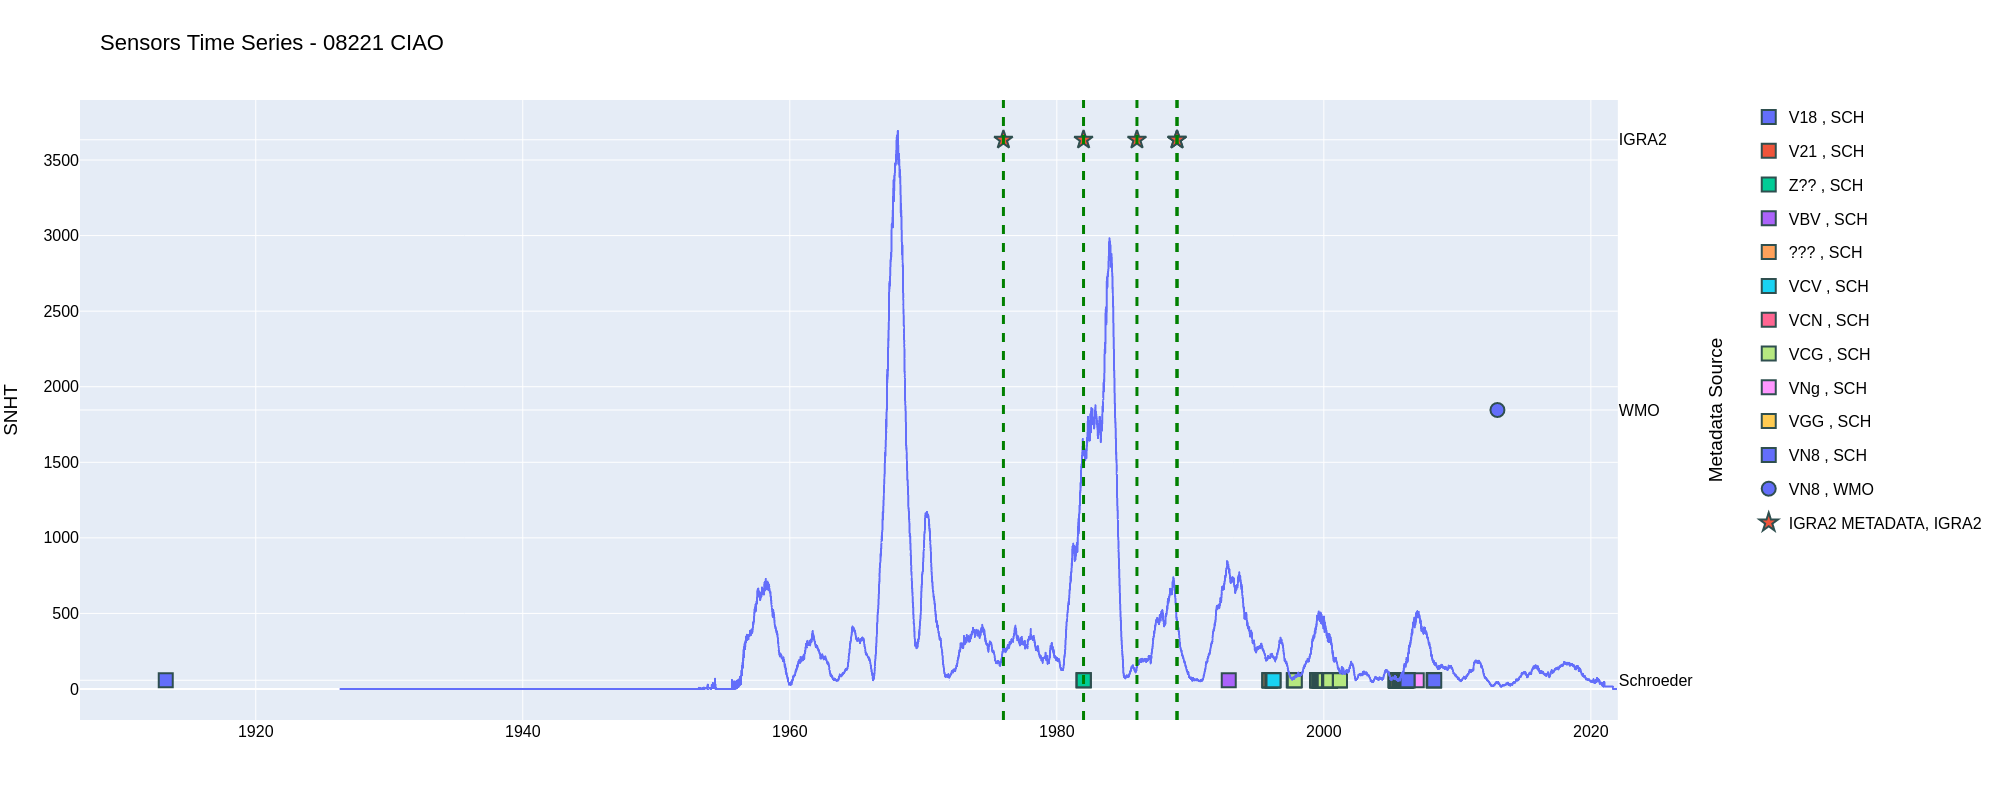 Sensors Time Series - 08221 CIAO
SNHT
3500
3000
2500
2000
1500
1000
500
0
1920
1940
1960
1980
2000
2020
IGRA2
WMO
Schroeder
Metadata Source
V18 , SCH
V21 , SCH
Z?? , SCH
VBV , SCH
??? , SCH
VCV , SCH
VCN , SCH
VCG , SCH
VNg , SCH
VGG , SCH
VN8 , SCH
VN8 , WMO
IGRA2 METADATA, IGRA2